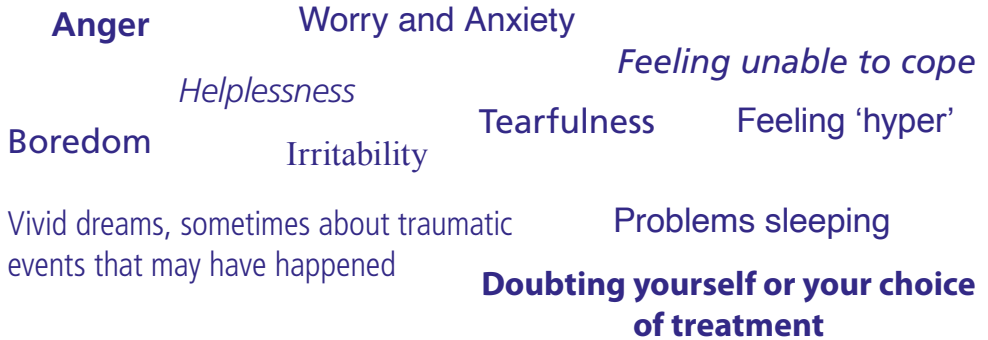 Anger
Worry and Anxiety
Feeling unable to cope
Helplessness
Tearfulness
Feeling ‘hyper’
Boredom
Irritability
Vivid dreams, sometimes about traumatic
events that may have happened
Problems sleeping
Doubting yourself or your choice
of treatment